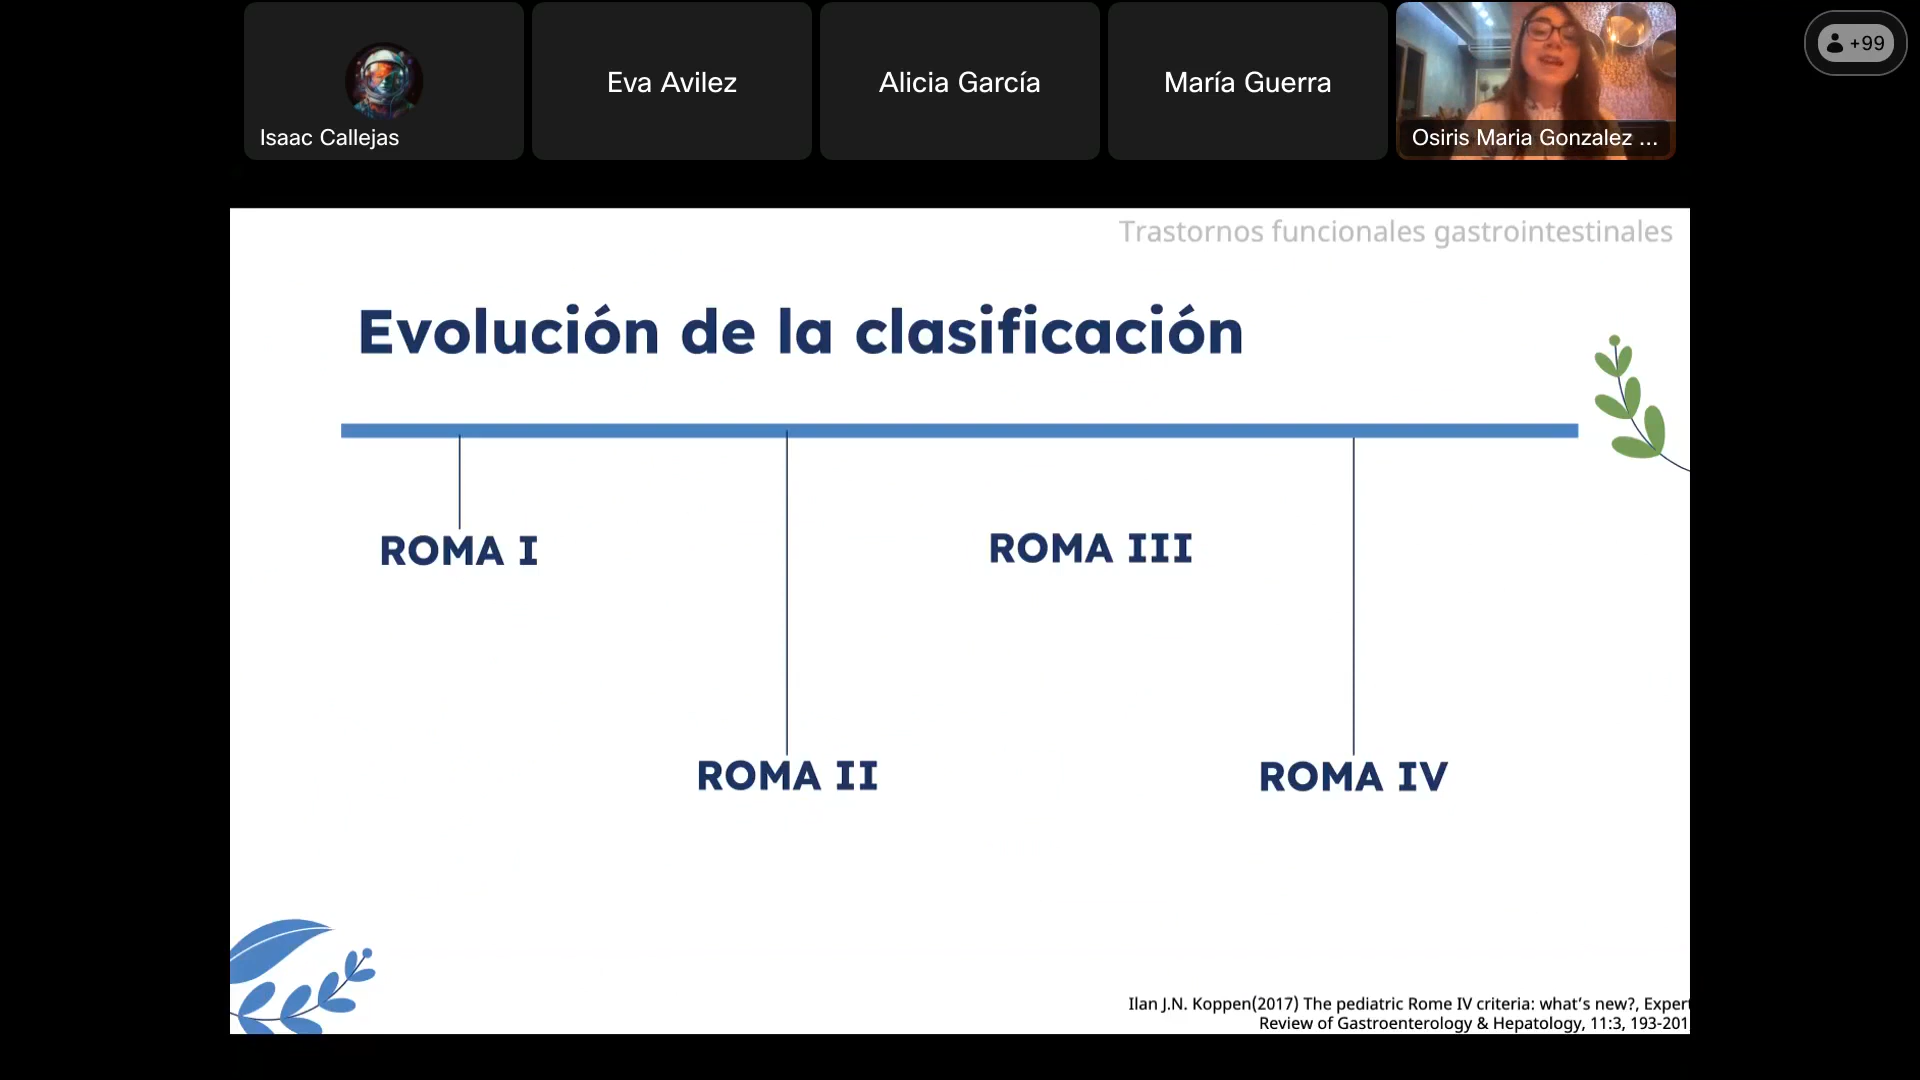 Isaac Callejas
Eva Avilez
Alicia García
María Guerra
Osiris Maria Gonzalez ...
+99
Trastornos funcionales gastrointestinales
Evolución de la clasificación
ROMA I
ROMA III
ROMA II
ROMA IV
Ilan J.N. Koppen(2017) The pediatric Rome IV criteria: what’s new?, Expert
Review of Gastroenterology & Hepatology, 11:3, 193-201